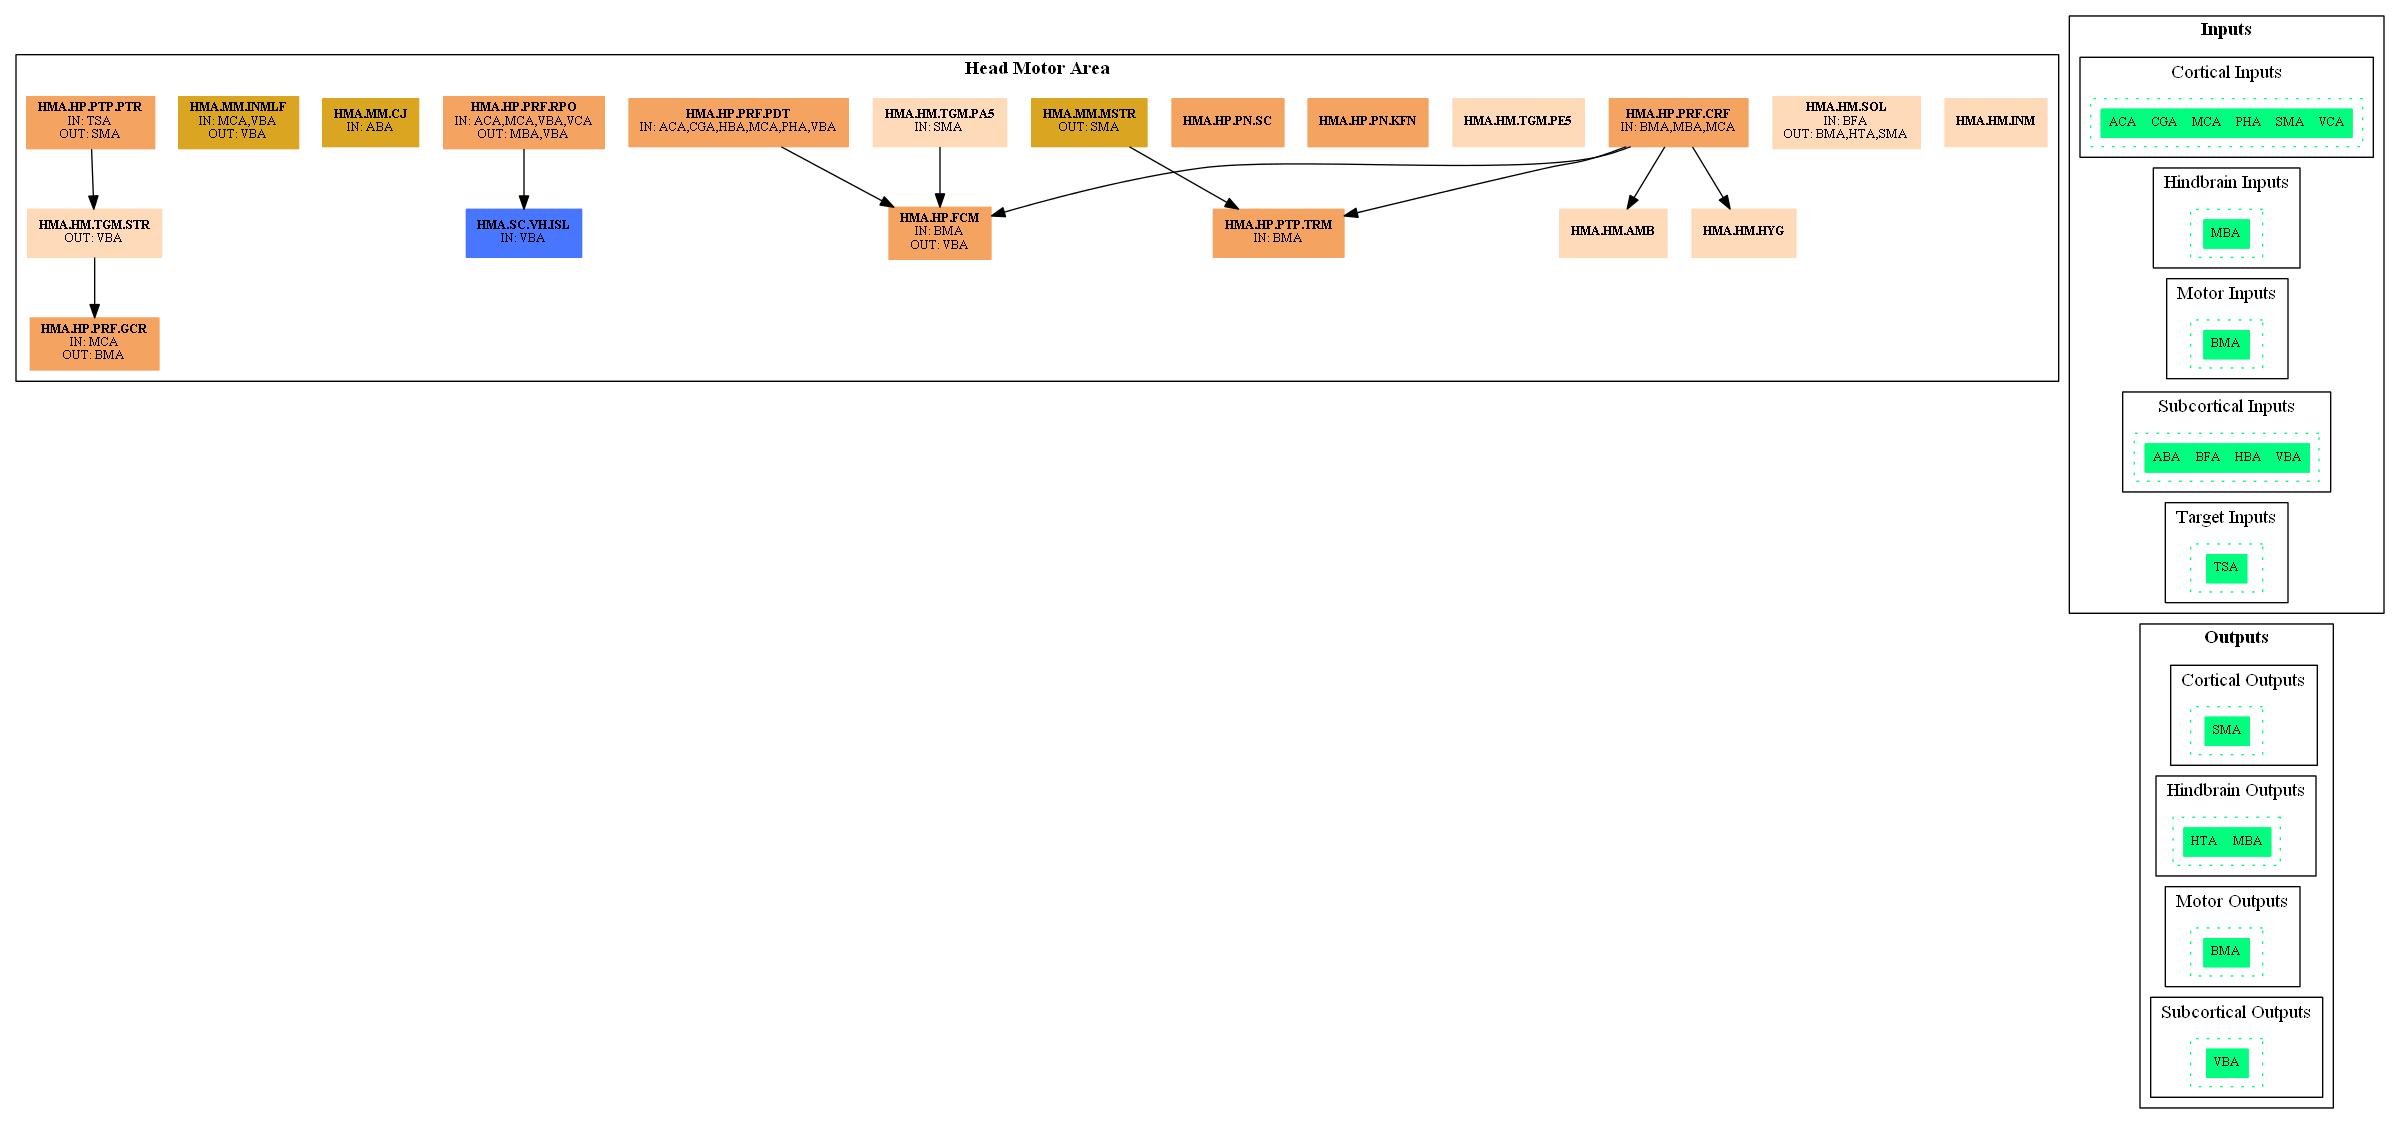 Head Motor Area
HMA.HP.PTP.PTR
IN: TSA
OUT: SMA
HMA.MM.INMLF
IN: MCA,VBA
OUT: VBA
HMA.MM.CJ
IN: ABA
HMA.HP.PRF.RPO
IN: ACA,MCA,VBA,VCA
OUT: MBA,VBA
HMA.HP.PRF.PDT
IN: ACA,CGA,HBA,MCA,PHA,VBA
HMA.HM.TGM.PA5
IN: SMA
HMA.MM.MSTR
OUT: SMA
HMA.HP.PN.SC
HMA.HP.PN.KFN
HMA.HM.TGM.PE5
HMA.HP.PRF.CRF
IN: BMA,MBA,MCA
HMA.HM.SOL
IN: BFA
OUT: BMA,HTA,SMA
HMA.HM.INM
HMA.HM.TGM.STR
OUT: VBA
HMA.SC.VH.ISL
IN: VBA
HMA.HP.FCM
IN: BMA
OUT: VBA
HMA.HP.PTP.TRM
IN: BMA
HMA.HM.AMB
HMA.HM.HYG
HMA.HP.PRF.GCR
IN: MCA
OUT: BMA
Inputs
Cortical Inputs
ACA CGA MCA PHA SMA VCA
Hindbrain Inputs
MBA
Motor Inputs
BMA
Subcortical Inputs
ABA BFA HBA VBA
Target Inputs
TSA
Outputs
Cortical Outputs
SMA
Hindbrain Outputs
HTA MBA
Motor Outputs
BMA
Subcortical Outputs
VBA